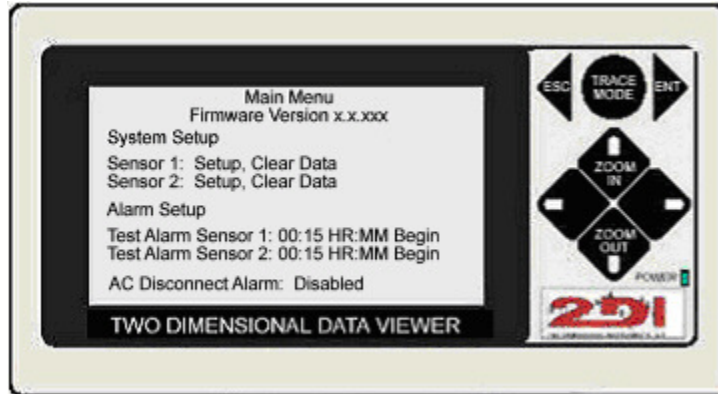 Main Menu
Firmware Version x.x.xxx
System Setup
Sensor 1: Setup, Clear Data
Sensor 2: Setup, Clear Data
Alarm Setup
Test Alarm Sensor 1: 00:15 HR:MM Begin
Test Alarm Sensor 2: 00:15 HR:MM Begin
AC Disconnect Alarm: Disabled
TWO DIMENSIONAL DATA VIEWER
ESC
TRACE
MODE
ENT
ZOOM
IN
ZOOM
OUT
POWER
2DI